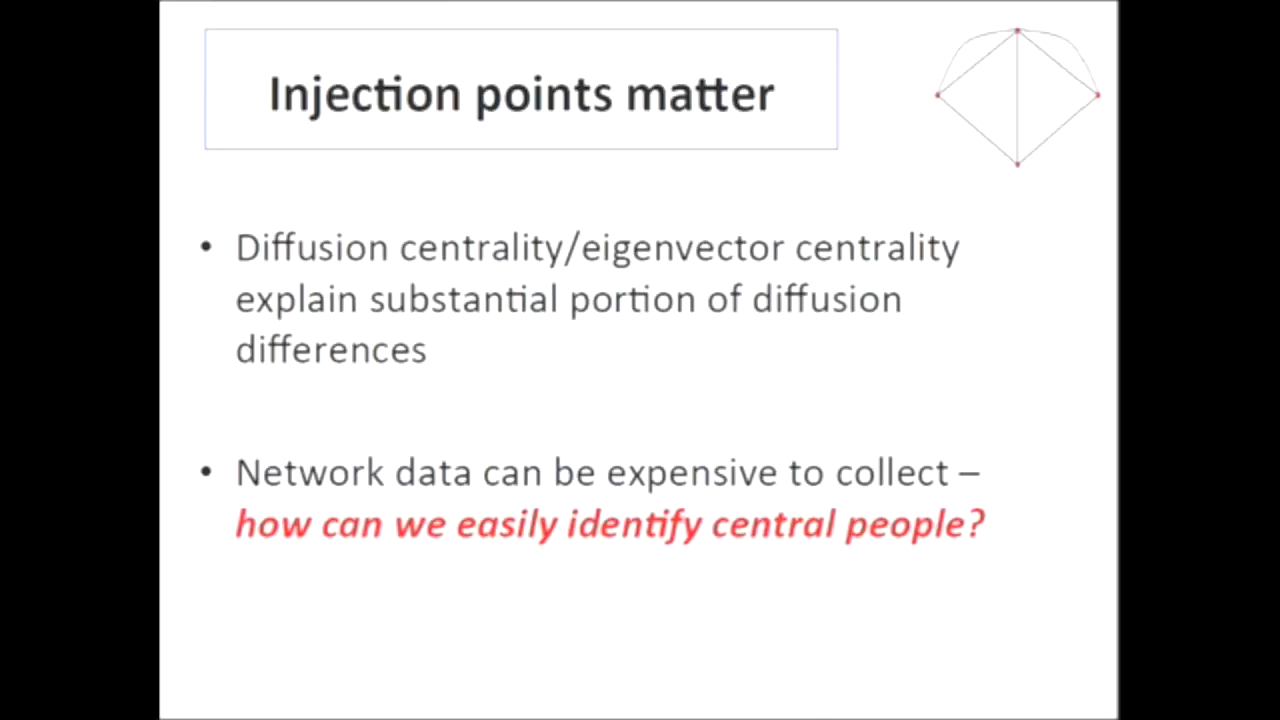 Injection points matter
• Diffusion centrality/eigenvector centrality
explain substantial portion of diffusion
differences
• Network data can be expensive to collect –
how can we easily identify central people?